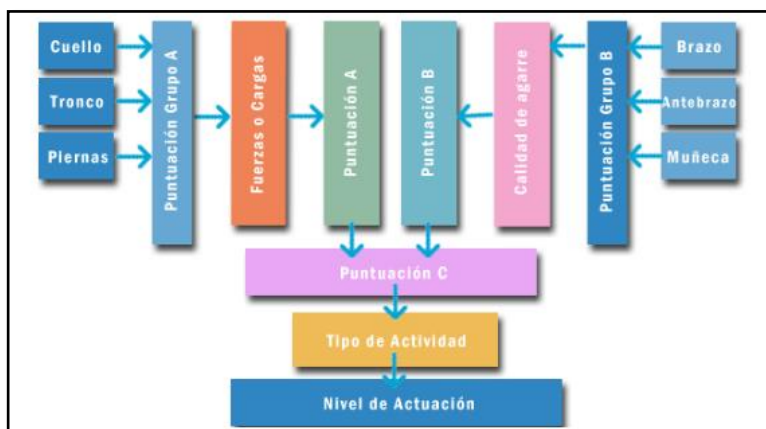 Cuello
Tronco
Piernas
Puntuación Grupo A
Fuerzas o Cargas
Puntuación A
Puntuación B
Calidad de agarre
Puntuación Grupo B
Brazo
Antebrazo
Muñeca
Puntuación C
Tipo de Actividad
Nivel de Actuación